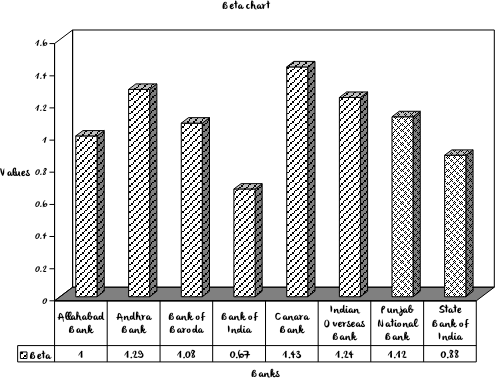 Beta chart
1.6
1.4
1.2
1
0.8
0.6
0.4
0.2
0
Values
Allahabad Bank
Andhra Bank
Bank of Baroda
Bank of India
Canara Bank
Indian Overseas Bank
Punjab National Bank
State Bank of India
Beta 1 1.29 1.08 0.67 1.43 1.24 1.12 0.88
Banks